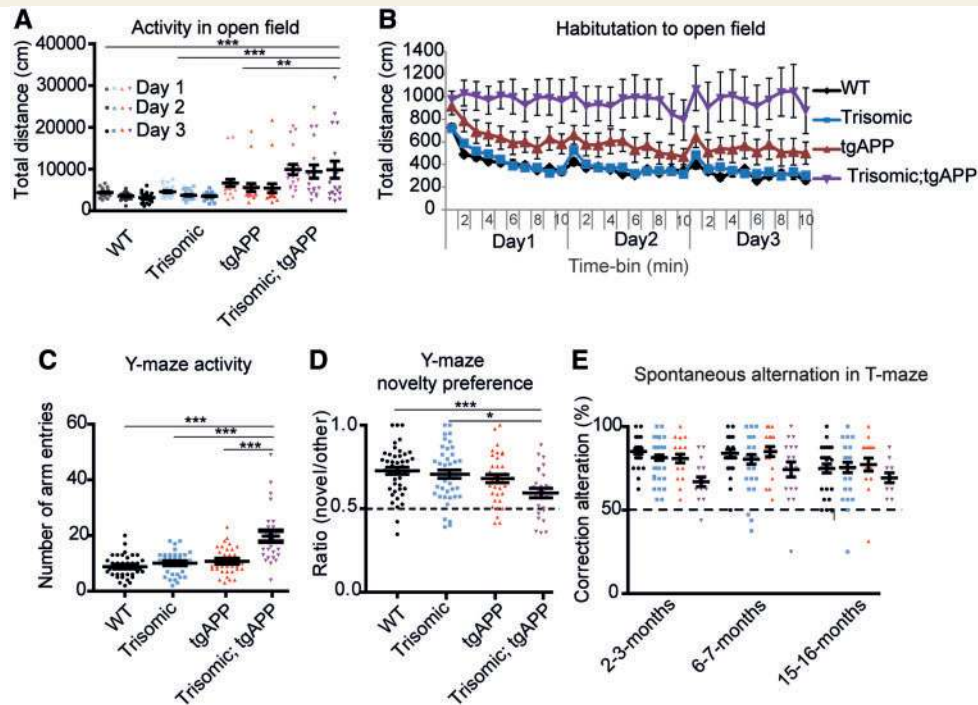 A
Activity in open field
Total distance (cm)
40000
30000
20000
10000
0
***
***
**
Day 1
Day 2
Day 3
WT
Trisomic
tgAPP
Trisomic; tgAPP
B
Habitutation to open field
Total distance (cm)
1400
1200
1000
800
600
400
200
0
2 4 6 8 10 2 4 6 8 10 2 4 6 8 10
Day1 Day2 Day3
Time-bin (min)
WT
Trisomic
tgAPP
Trisomic;tgAPP
C
Y-maze activity
Number of arm entries
60
40
20
0
***
***
***
WT
Trisomic
tgAPP
Trisomic; tgAPP
D
Y-maze
novelty preference
Ratio (novel/other)
1.0
0.5
0.0
***
*
WT
Trisomic
tgAPP
Trisomic; tgAPP
E
Spontaneous alternation in T-maze
Correction alteration (%)
100
50
0
2-3-months
6-7-months
15-16-months